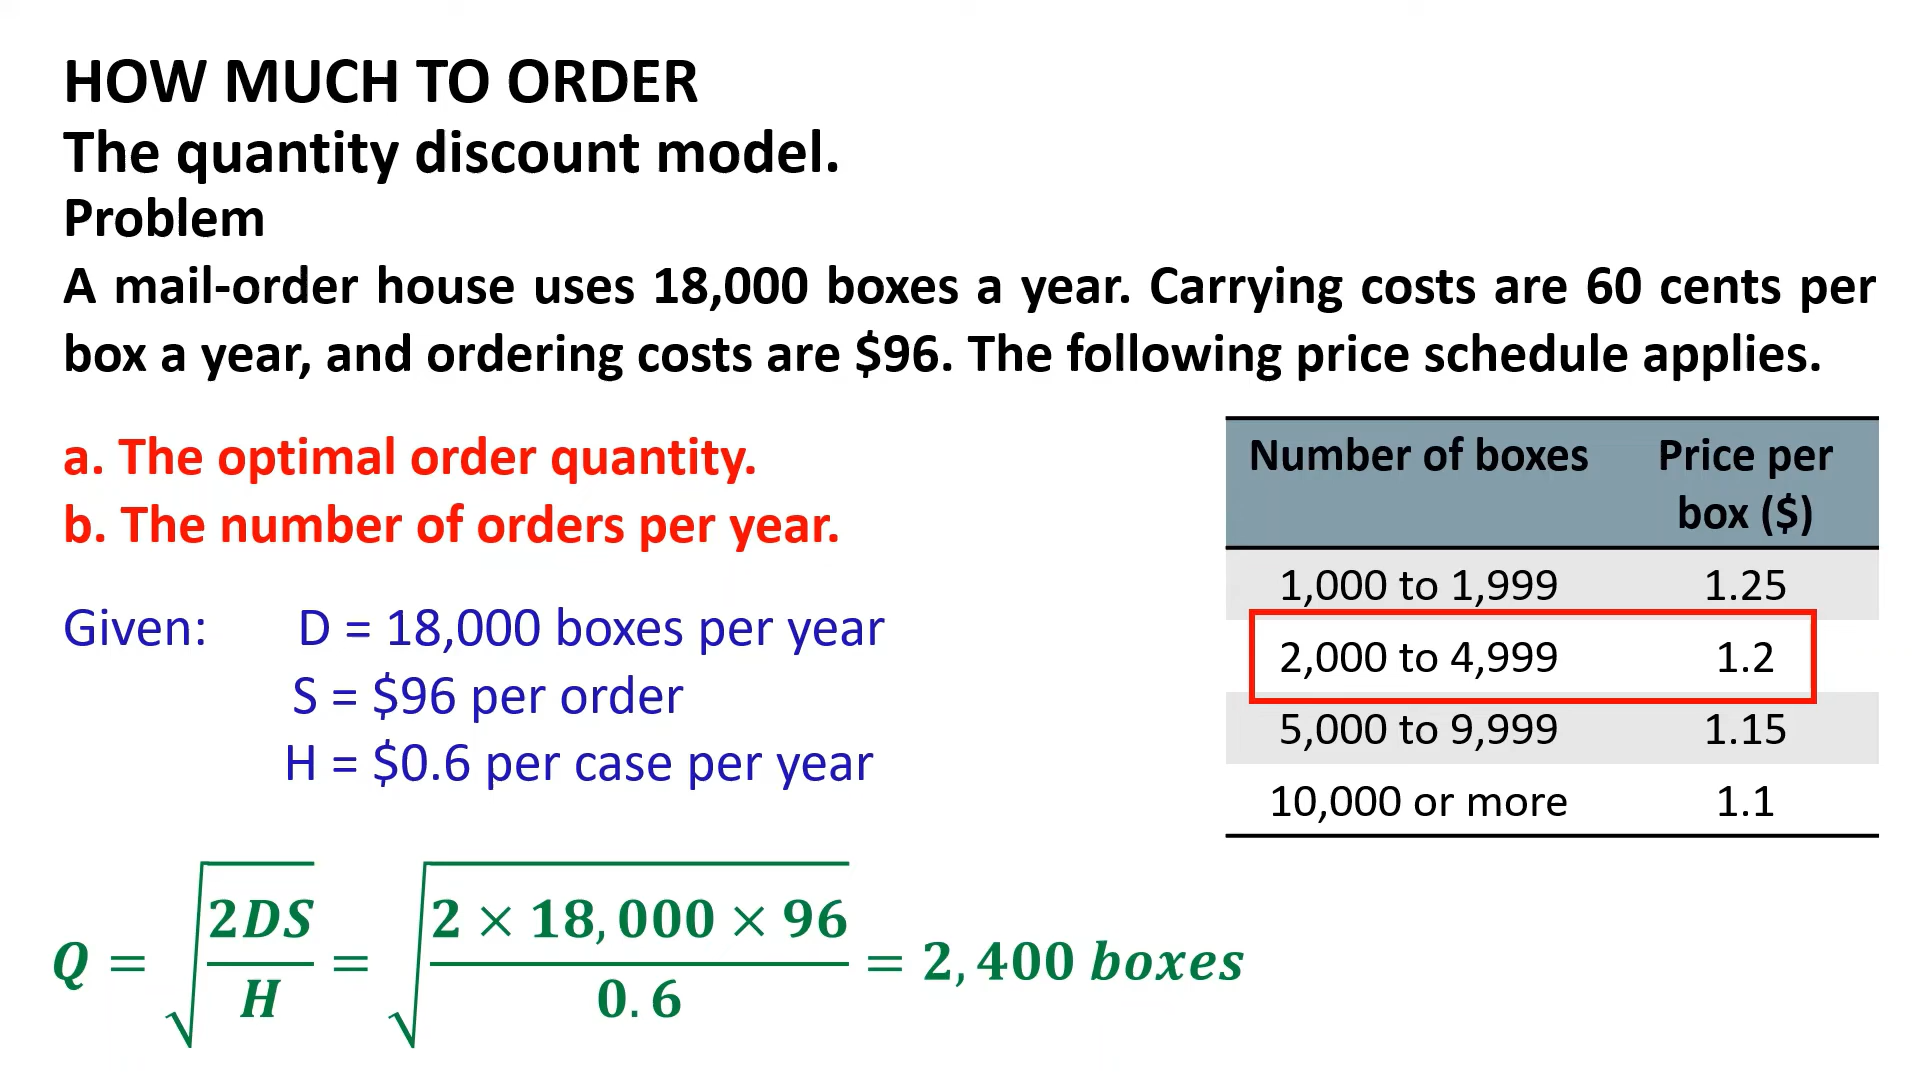 HOW MUCH TO ORDER
The quantity discount model.
Problem
A mail-order house uses 18,000 boxes a year. Carrying costs are 60 cents per
box a year, and ordering costs are $96. The following price schedule applies.
a. The optimal order quantity.
b. The number of orders per year.
Given: D = 18,000 boxes per year
S = $96 per order
H = $0.6 per case per year
Number of boxes Price per
box ($)
1,000 to 1,999 1.25
2,000 to 4,999 1.2
5,000 to 9,999 1.15
10,000 or more 1.1
Q = √(2DS/H) = √(2 × 18,000 × 96/0.6) = 2,400 boxes